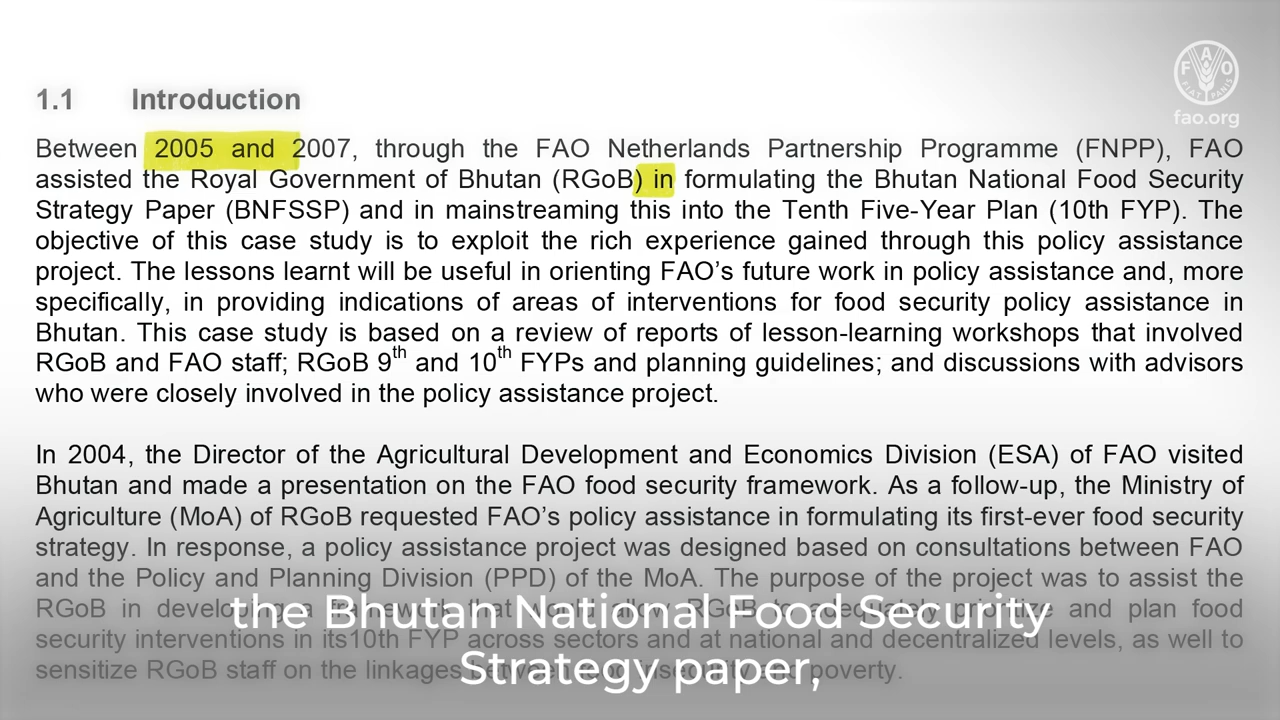 F A O
FIAT PANIS
fao.org
1.1 Introduction
Between 2005 and 2007, through the FAO Netherlands Partnership Programme (FNPP), FAO
assisted the Royal Government of Bhutan (RGoB) in formulating the Bhutan National Food Security
Strategy Paper (BNFSSP) and in mainstreaming this into the Tenth Five-Year Plan (10th FYP). The
objective of this case study is to exploit the rich experience gained through this policy assistance
project. The lessons learnt will be useful in orienting FAO’s future work in policy assistance and, more
specifically, in providing indications of areas of interventions for food security policy assistance in
Bhutan. This case study is based on a review of reports of lesson-learning workshops that involved
RGoB and FAO staff; RGoB 9th and 10th FYPs and planning guidelines; and discussions with advisors
who were closely involved in the policy assistance project.
In 2004, the Director of the Agricultural Development and Economics Division (ESA) of FAO visited
Bhutan and made a presentation on the FAO food security framework. As a follow-up, the Ministry of
Agriculture (MoA) of RGoB requested FAO’s policy assistance in formulating its first-ever food security
strategy. In response, a policy assistance project was designed based on consultations between FAO
and the Policy and Planning Division (PPD) of the MoA. The purpose of the project was to assist the
RGoB in developing a that RGoB to and plan food
security interventions in its10th FYP across sectors and at national and decentralized levels, as well to
sensitize RGoB staff on the linkages poverty.
the Bhutan National Food Security
Strategy paper,